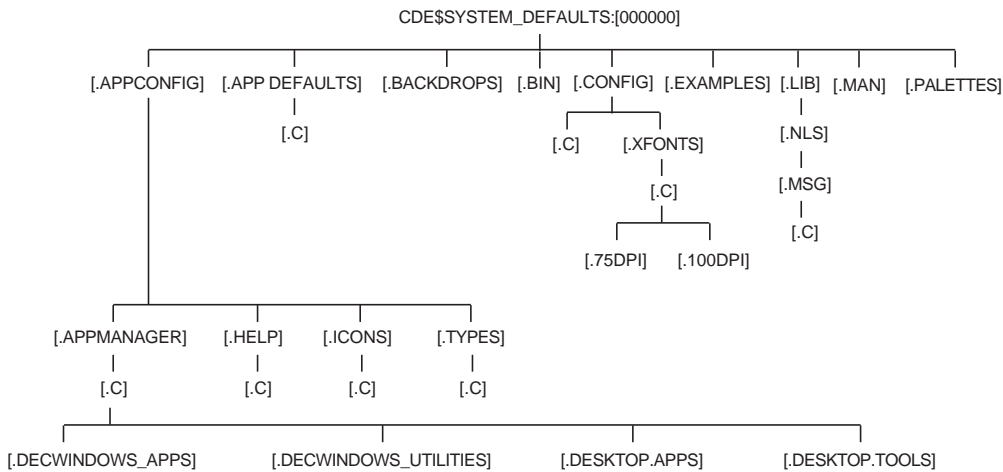 CDE$SYSTEM_DEFAULTS:[000000]
[.APPCONFIG] [.APP DEFAULTS] [.BACKDROPS] [.BIN] [.CONFIG] [.EXAMPLES] [.LIB] [.MAN] [.PALETTES]
[.C] [.C] [.XFONTS] [.NLS]
[.C] [.MSG]
[.C]
[.75DPI] [.100DPI]
[.APPMANAGER] [.HELP] [.ICONS] [.TYPES]
[.C] [.C] [.C] [.C]
[.DECWINDOWS_APPS] [.DECWINDOWS_UTILITIES] [.DESKTOP.APPS] [.DESKTOP.TOOLS]